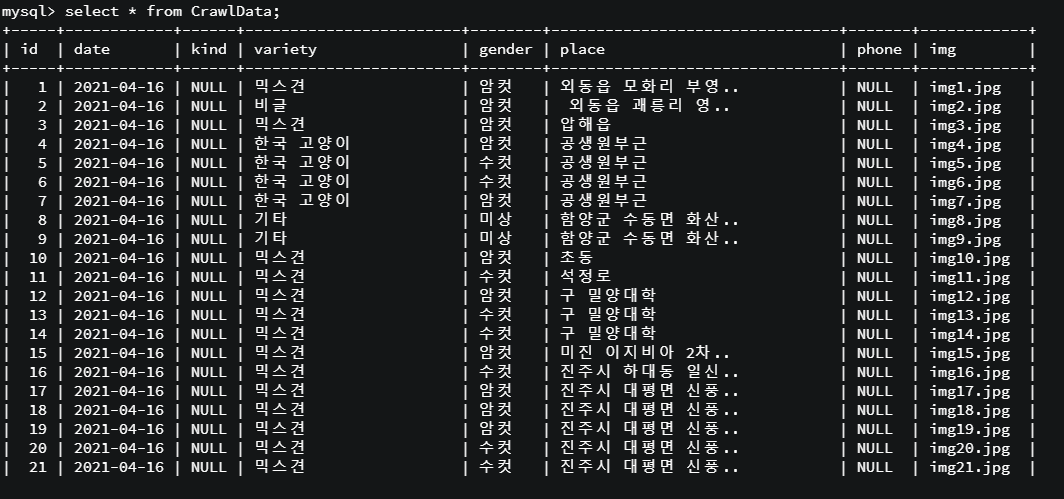 mysql> select * from CrawlData;
+------+------------+------+------------------------+--------+--------------------------------+-------+-----------+
| id | date | kind | variety | gender | place | phone | img |
+------+------------+------+------------------------+--------+--------------------------------+-------+-----------+
| 1 | 2021-04-16 | NULL | 믹스견 | 암컷 | 외동읍 모화리 부영.. | NULL | img1.jpg |
| 2 | 2021-04-16 | NULL | 비글 | 암컷 | 외동읍 괘릉리 영.. | NULL | img2.jpg |
| 3 | 2021-04-16 | NULL | 믹스견 | 암컷 | 압해읍 | NULL | img3.jpg |
| 4 | 2021-04-16 | NULL | 한국 고양이 | 암컷 | 공생원부근 | NULL | img4.jpg |
| 5 | 2021-04-16 | NULL | 한국 고양이 | 수컷 | 공생원부근 | NULL | img5.jpg |
| 6 | 2021-04-16 | NULL | 한국 고양이 | 수컷 | 공생원부근 | NULL | img6.jpg |
| 7 | 2021-04-16 | NULL | 한국 고양이 | 암컷 | 공생원부근 | NULL | img7.jpg |
| 8 | 2021-04-16 | NULL | 기타 | 미상 | 함양군 수동면 화산.. | NULL | img8.jpg |
| 9 | 2021-04-16 | NULL | 기타 | 미상 | 함양군 수동면 화산.. | NULL | img9.jpg |
| 10 | 2021-04-16 | NULL | 믹스견 | 암컷 | 초동 | NULL | img10.jpg |
| 11 | 2021-04-16 | NULL | 믹스견 | 수컷 | 석정로 | NULL | img11.jpg |
| 12 | 2021-04-16 | NULL | 믹스견 | 암컷 | 구 밀양대학 | NULL | img12.jpg |
| 13 | 2021-04-16 | NULL | 믹스견 | 수컷 | 구 밀양대학 | NULL | img13.jpg |
| 14 | 2021-04-16 | NULL | 믹스견 | 수컷 | 구 밀양대학 | NULL | img14.jpg |
| 15 | 2021-04-16 | NULL | 믹스견 | 암컷 | 미진 이지비아 2차.. | NULL | img15.jpg |
| 16 | 2021-04-16 | NULL | 믹스견 | 수컷 | 진주시 하대동 일신.. | NULL | img16.jpg |
| 17 | 2021-04-16 | NULL | 믹스견 | 암컷 | 진주시 대평면 신풍.. | NULL | img17.jpg |
| 18 | 2021-04-16 | NULL | 믹스견 | 암컷 | 진주시 대평면 신풍.. | NULL | img18.jpg |
| 19 | 2021-04-16 | NULL | 믹스견 | 암컷 | 진주시 대평면 신풍.. | NULL | img19.jpg |
| 20 | 2021-04-16 | NULL | 믹스견 | 수컷 | 진주시 대평면 신풍.. | NULL | img20.jpg |
| 21 | 2021-04-16 | NULL | 믹스견 | 수컷 | 진주시 대평면 신풍.. | NULL | img21.jpg |